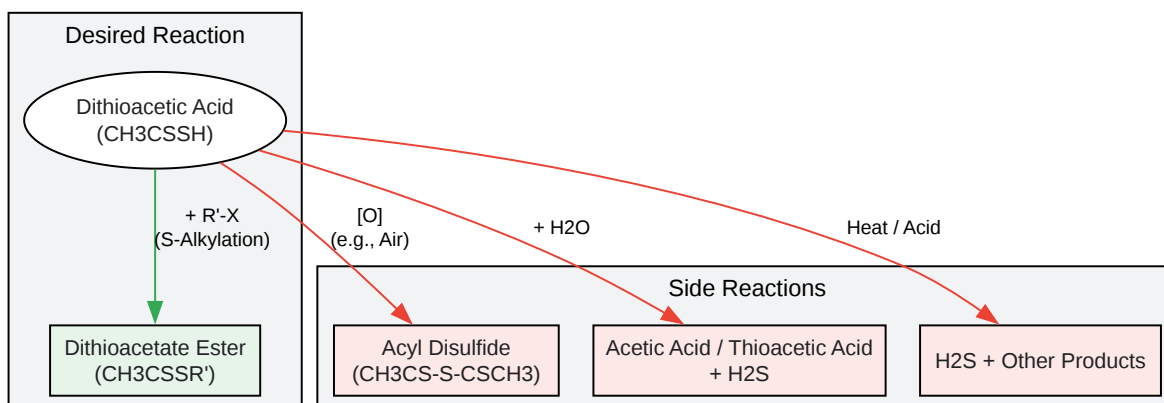 Desired Reaction
Dithioacetic Acid
(CH3CSSH)
+ R'-X
(S-Alkylation)
[O]
(e.g., Air)
+ H2O
Heat / Acid
Side Reactions
Dithioacetate Ester
(CH3CSSR')
Acyl Disulfide
(CH3CS-S-CSCH3)
Acetic Acid / Thioacetic Acid
+ H2S
H2S + Other Products